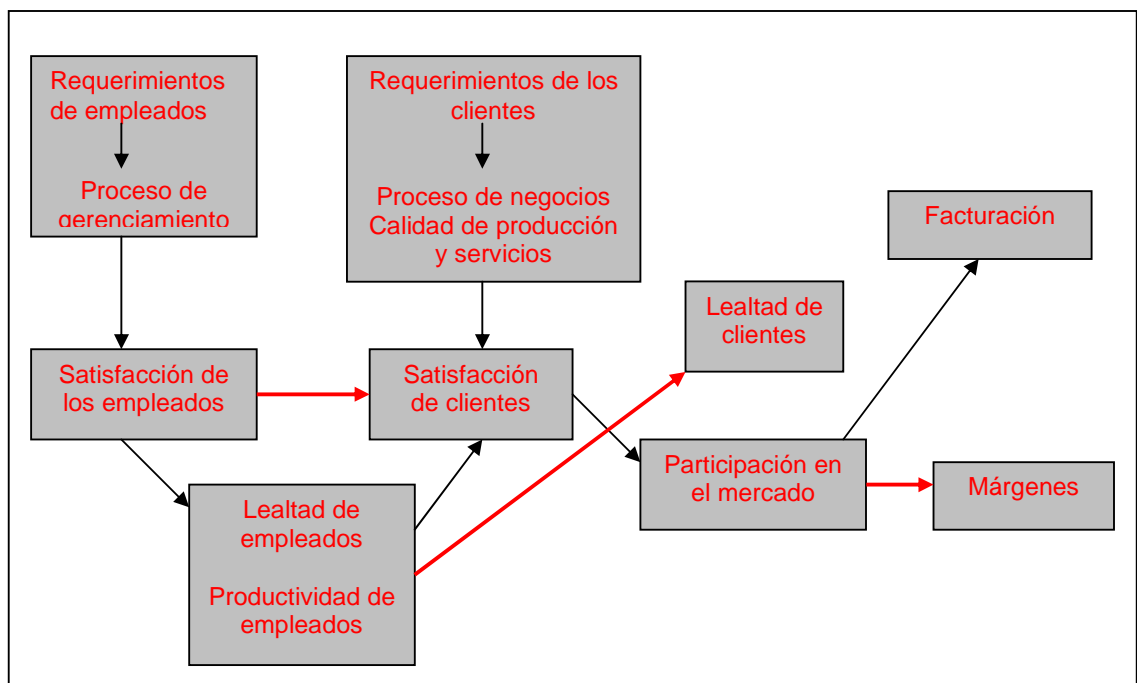 Requerimientos
de empleados
Proceso de
gerenciamiento
Requerimientos de los
clientes
Proceso de negocios
Calidad de producción
y servicios
Facturación
Lealtad de
clientes
Satisfacción de
los empleados
Satisfacción
de clientes
Participación en
el mercado
Márgenes
Lealtad de
empleados
Productividad de
empleados